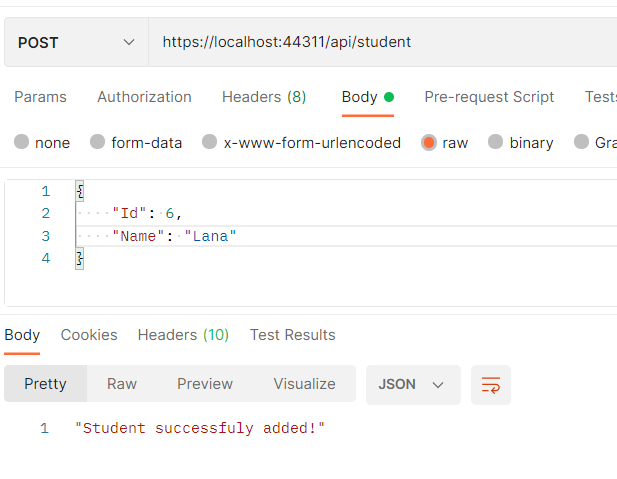 POST https://localhost:44311/api/student
Params Authorization Headers (8) Body Pre-request Script Tests
none form-data x-www-form-urlencoded raw binary Gra
1 {
2 "Id": 6,
3 "Name": "Lana"
4 }
Body Cookies Headers (10) Test Results
Pretty Raw Preview Visualize JSON
1 "Student successfuly added!"